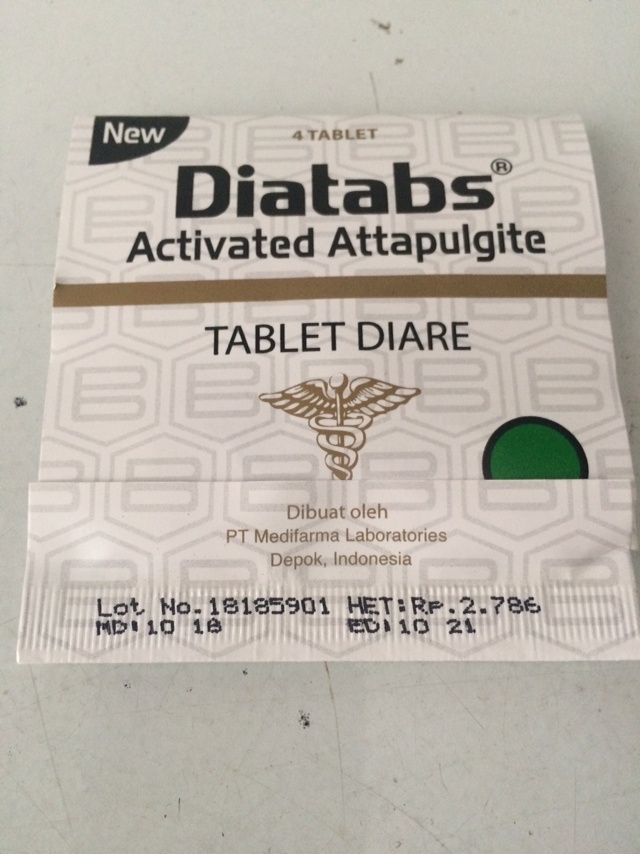 New
4 TABLET
Diatabs®
Activated Attapulgite
TABLET DIARE
Dibuat oleh
PT Medifarma Laboratories
Depok, Indonesia
Lot No.18185901 HET:Rp.2.786
MD:10 18 ED:10 21